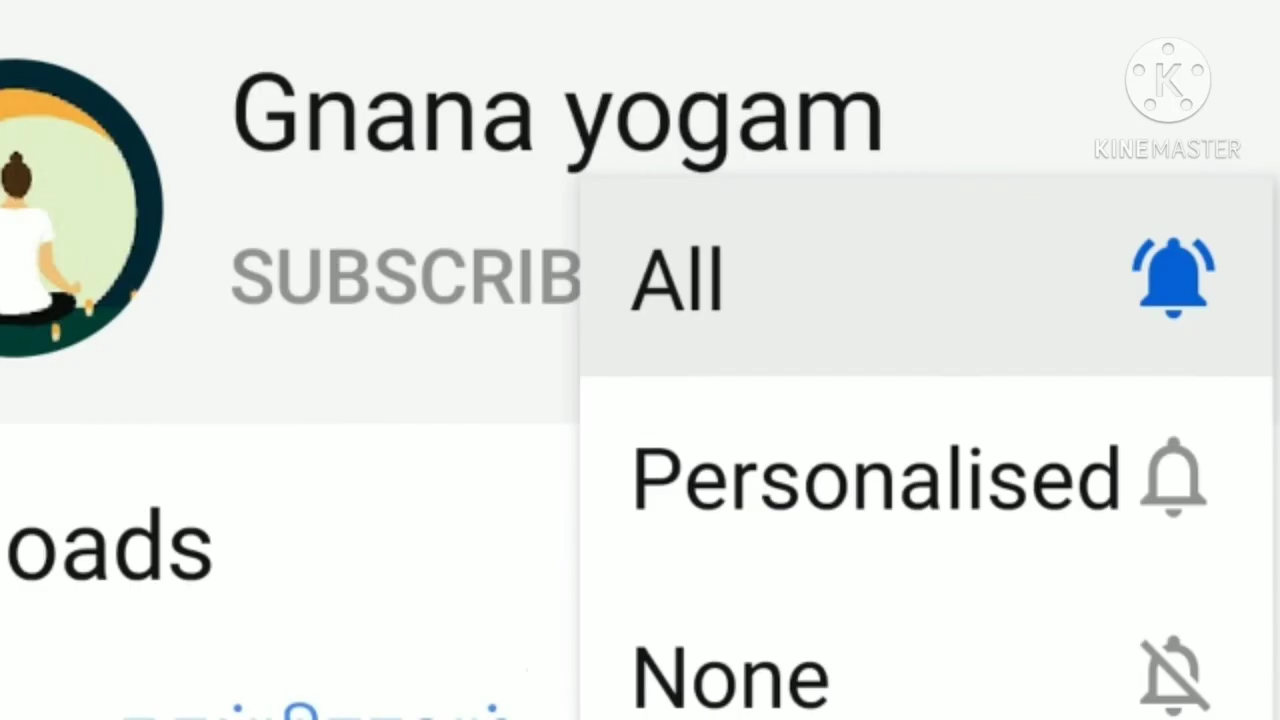 Gnana yogam
KINEMASTER
SUBSCRIB
All
Personalised
oads
None